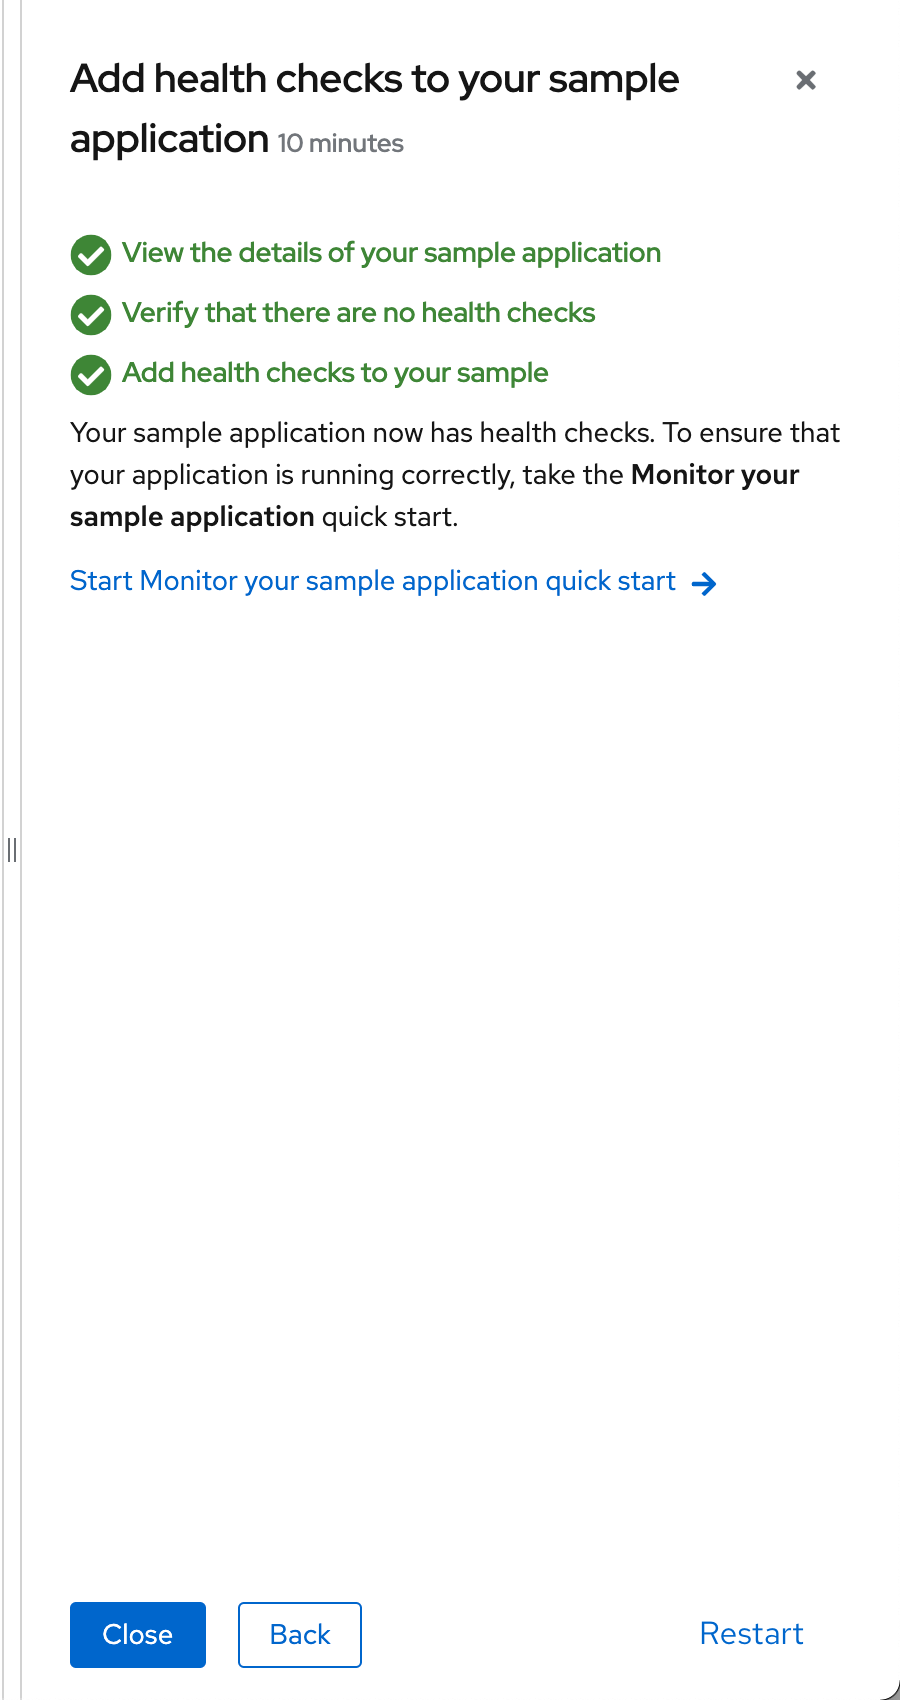 Add health checks to your sample
application 10 minutes
View the details of your sample application
Verify that there are no health checks
Add health checks to your sample
Your sample application now has health checks. To ensure that
your application is running correctly, take the Monitor your
sample application quick start.
Start Monitor your sample application quick start
Close
Back
Restart